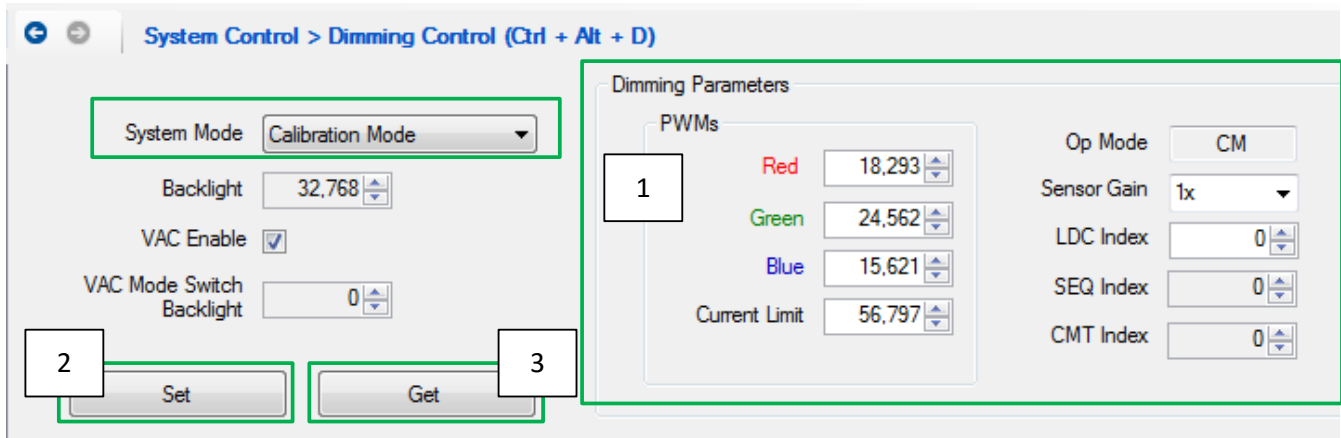 System Control > Dimming Control (Ctrl + Alt + D)
System Mode Calibration Mode
Backlight 32,768
VAC Enable
VAC Mode Switch
Backlight 0
2
Set
Get
3
Dimming Parameters
PWMs
1
Red 18,293
Green 24,562
Blue 15,621
Current Limit 56,797
Op Mode CM
Sensor Gain 1x
LDC Index 0
SEQ Index 0
CMT Index 0